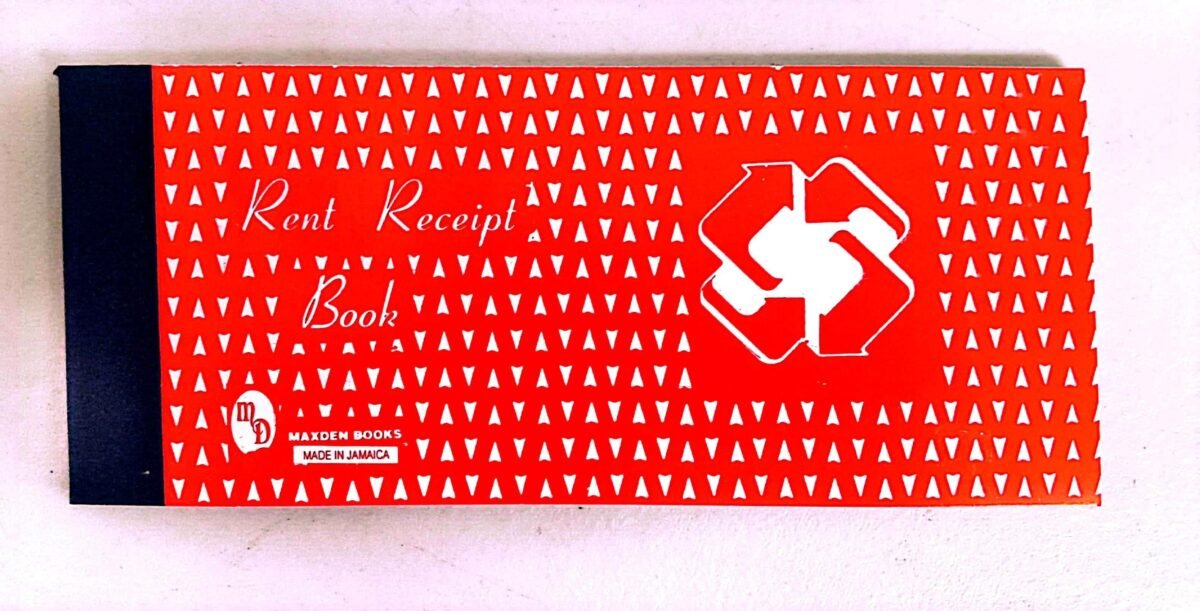 Rent Receipt
Book
MD
MAXDEN BOOKS
MADE IN JAMAICA